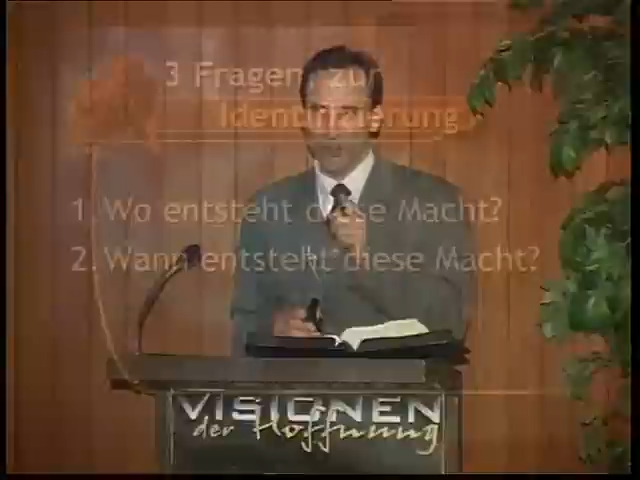 3 Fragen zur
Identifizierung
1. Wo entsteht diese Macht?
2. Wann entsteht diese Macht?
VISIONEN
der Hoffnung